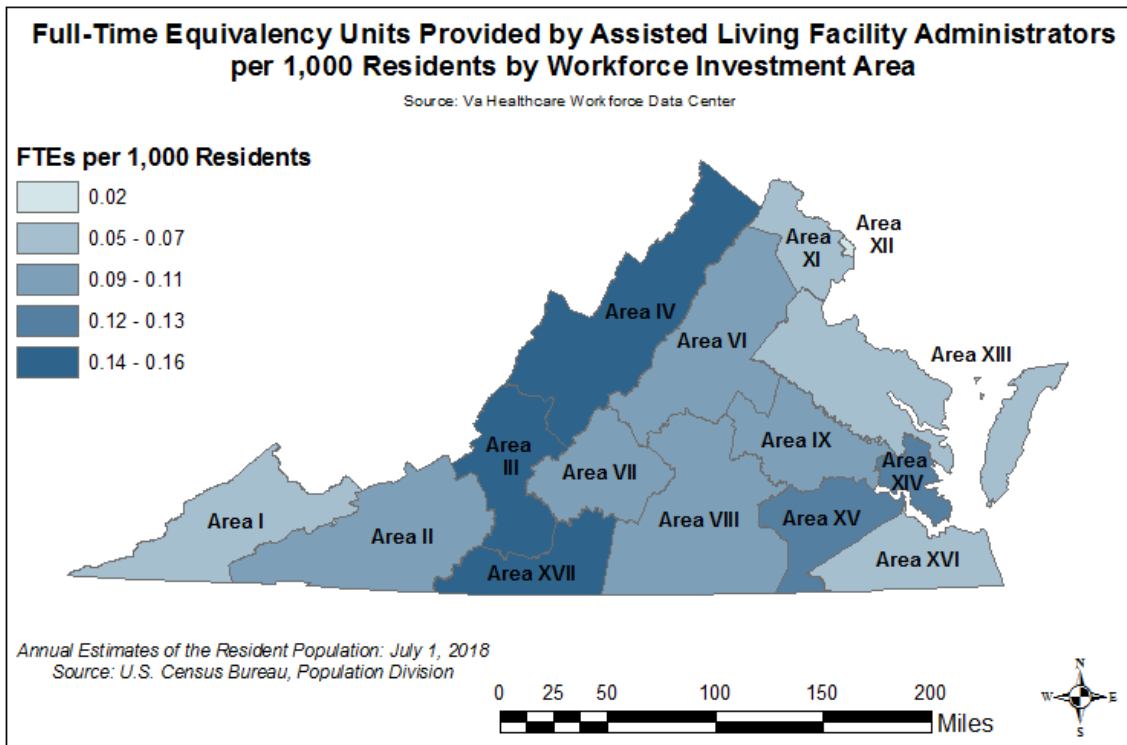 Full-Time Equivalency Units Provided by Assisted Living Facility Administrators
per 1,000 Residents by Workforce Investment Area
Source: Va Healthcare Workforce Data Center
FTEs per 1,000 Residents
0.02
0.05 - 0.07
0.09 - 0.11
0.12 - 0.13
0.14 - 0.16
Area
XII
Area
XI
Area IV
Area VI
Area XIII
Area
III
Area IX
Area VII
Area
XIV
Area I
Area II
Area VIII
Area XV
Area XVI
Area XVII
Annual Estimates of the Resident Population: July 1, 2018
Source: U.S. Census Bureau, Population Division
0 25 50 100 150 200
Miles
N
W E
S